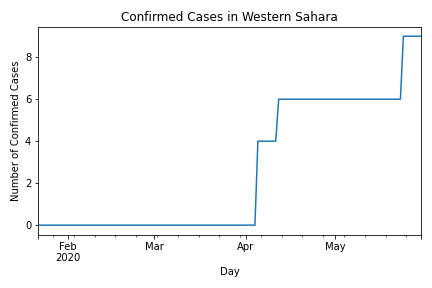 Confirmed Cases in Western Sahara
Number of Confirmed Cases
8
6
4
2
0
Feb
2020
Mar
Apr
May
Day